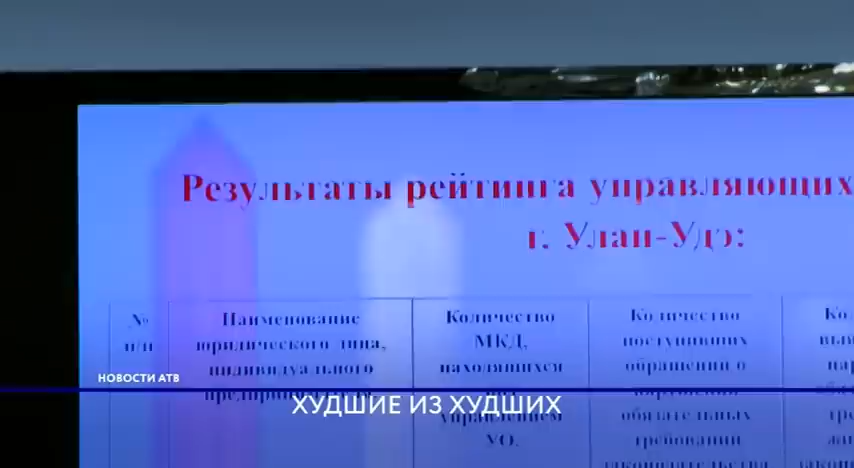 Результаты рейтинга управляющих
г. Улан-Удэ:
№
п/п
Наименование
юридического лица,
индивидуального
Количество
МКД,
находящихся
управлением
УО.
Количество
поступивших
обращений о
обязательных
требований
законодательства
НОВОСТИ АТВ
ХУДШИЕ ИЗ ХУДШИХ